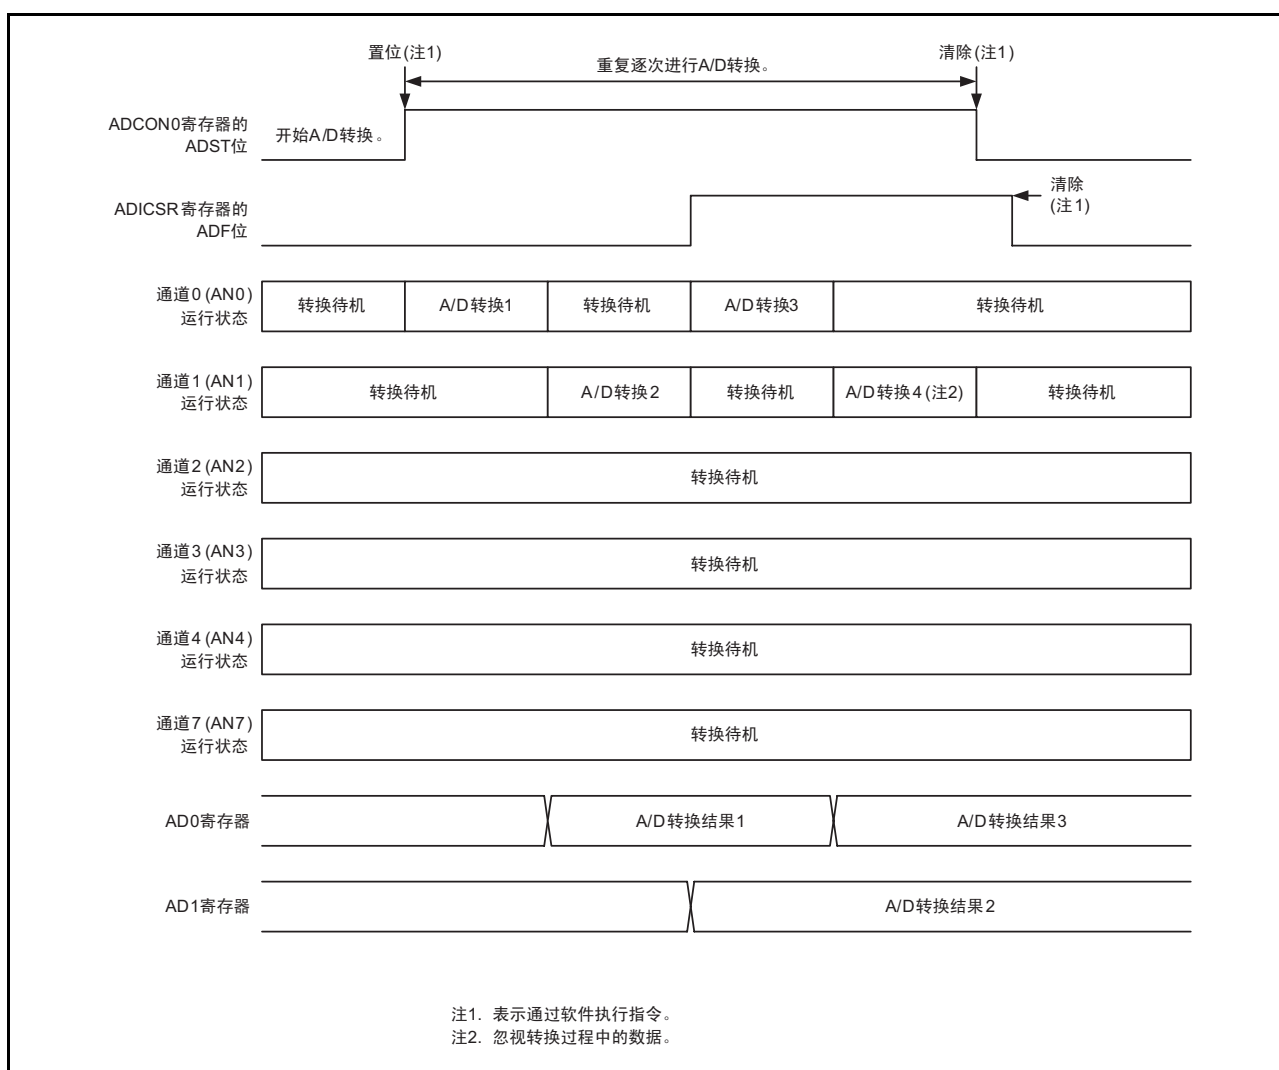 置位(注1)
重复逐次进行A/D转换。
清除(注1)
ADCON0寄存器的
ADST位
开始A/D转换。
ADICSR寄存器的
ADF位
清除
(注1)
通道0(AN0)
运行状态
转换待机
A/D转换1
转换待机
A/D转换3
转换待机
通道1(AN1)
运行状态
转换待机
A/D转换2
转换待机
A/D转换4(注2)
转换待机
通道2(AN2)
运行状态
转换待机
通道3(AN3)
运行状态
转换待机
通道4(AN4)
运行状态
转换待机
通道7(AN7)
运行状态
转换待机
AD0寄存器
A/D转换结果1
A/D转换结果3
AD1寄存器
A/D转换结果2
注1. 表示通过软件执行指令。
注2. 忽视转换过程中的数据。